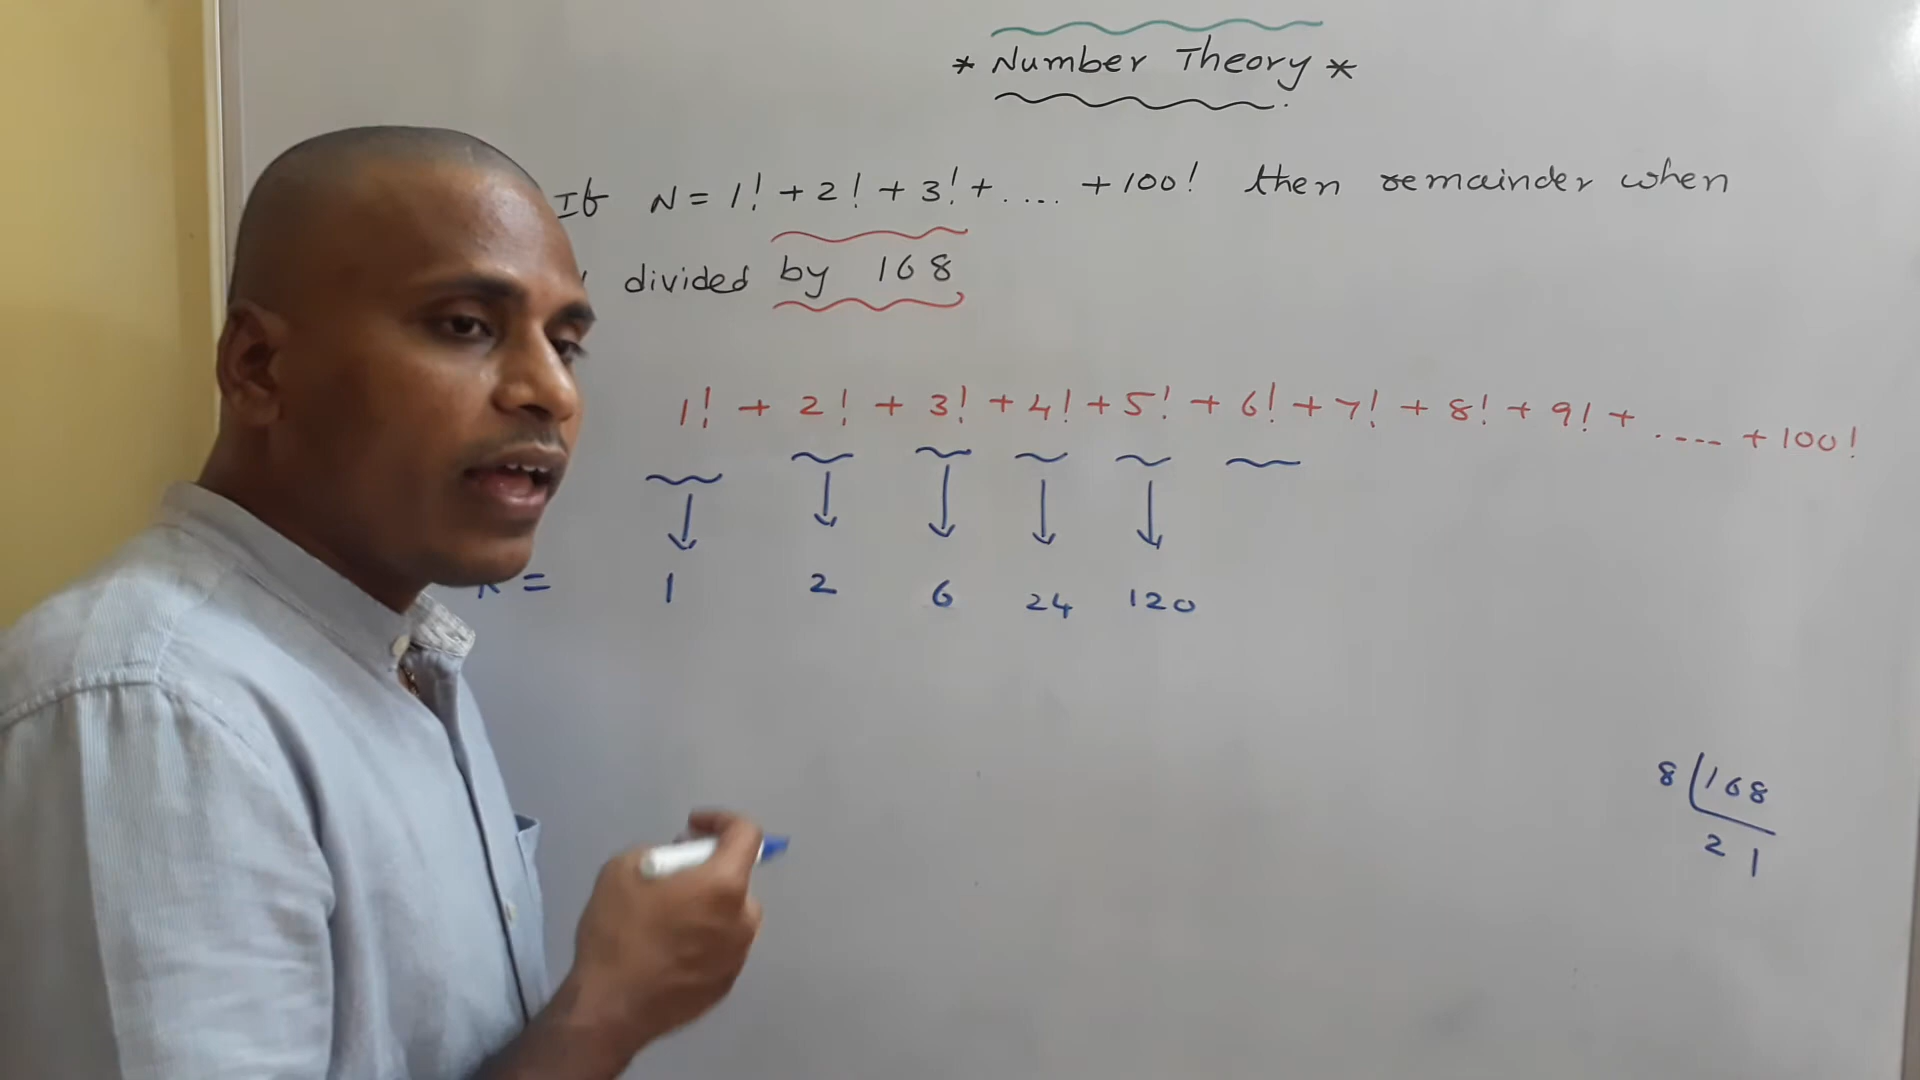 * Number Theory *
If N = 1! + 2! + 3! + .... + 100! then remainder when
divided by 168
1! + 2! + 3! + 4! + 5! + 6! + 7! + 8! + 9! + ..... + 100!
= 1 2 6 24 120
8 168
21